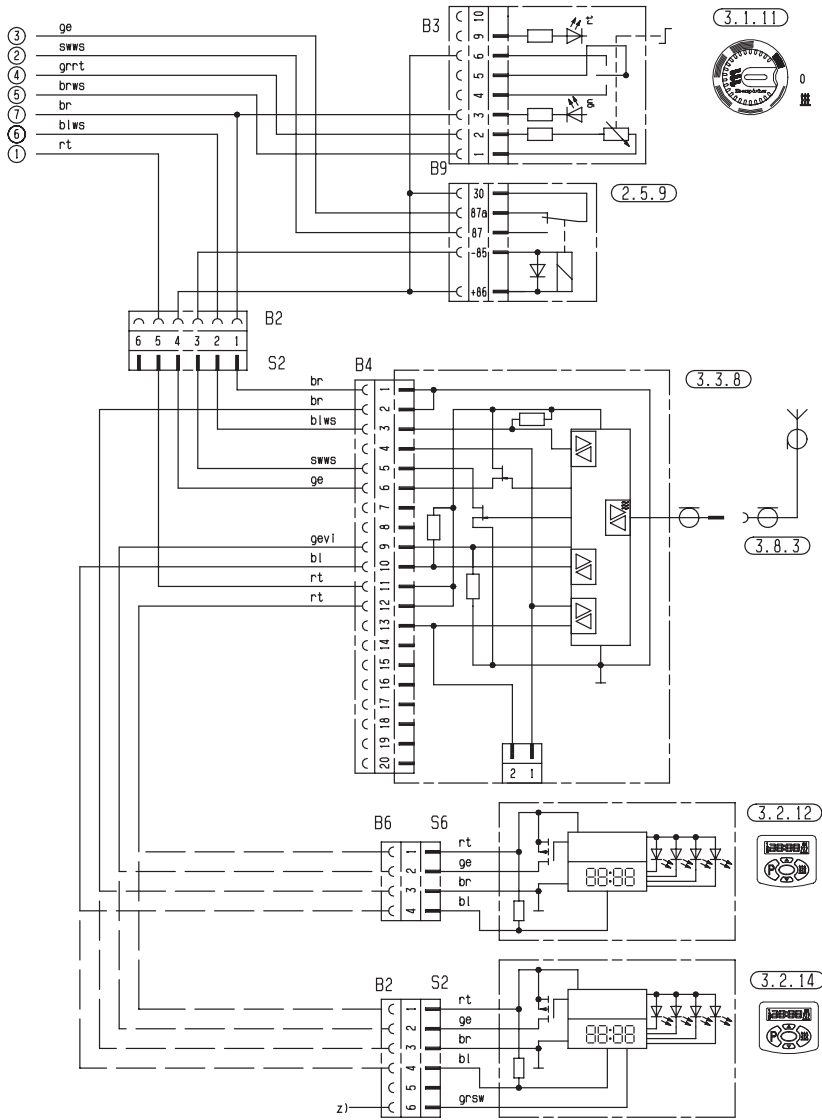 3.1.11
B3
10
9
6
5
4
3
2
1
rt
gr
0
③ ge
② swws
④ grrt
⑤ brws
⑦ br
⑥ blws
① rt
B9
2.5.9
30
87a
87
-85
+86
B2
6 5 4 3 2 1
S2
B4
3.3.8
br
br
blws
swws
ge
gevi
bl
rt
rt
1
2
3
4
5
6
7
8
9
10
11
12
13
14
15
16
17
18
19
20
2 1
3.8.3
B6 S6
3.2.12
1 rt
2 ge
3 br
4 bl
88:88
P
B2 S2
3.2.14
1 rt
2 ge
3 br
4 bl
5
z) 6 grsw
88:88
P